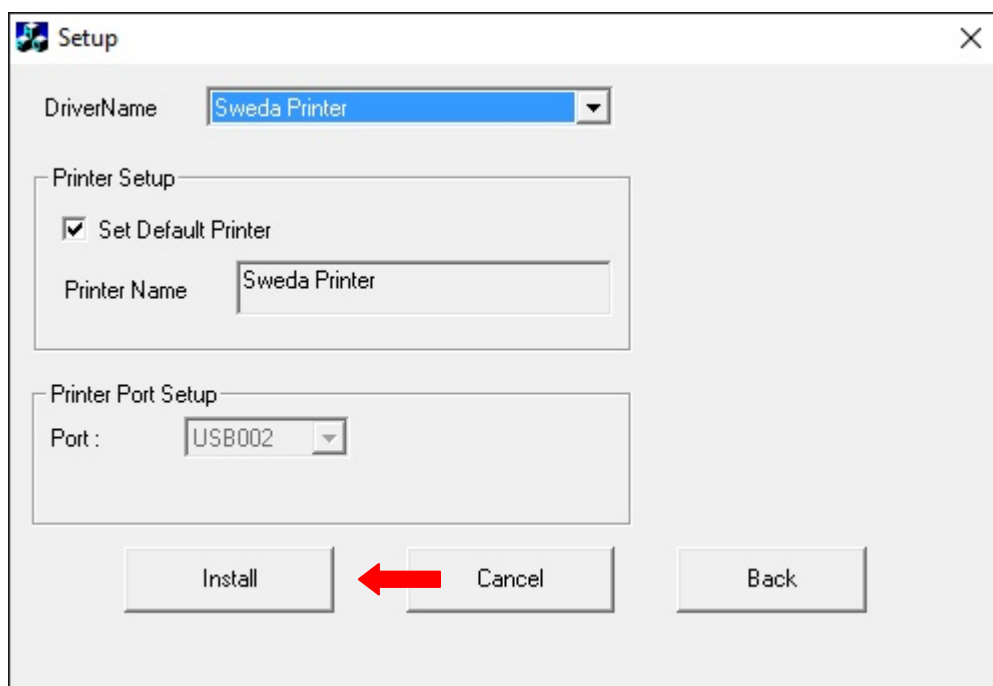 Setup
DriverName Sweda Printer
Printer Setup
Set Default Printer
Printer Name Sweda Printer
Printer Port Setup
Port : USB002
Install Cancel Back